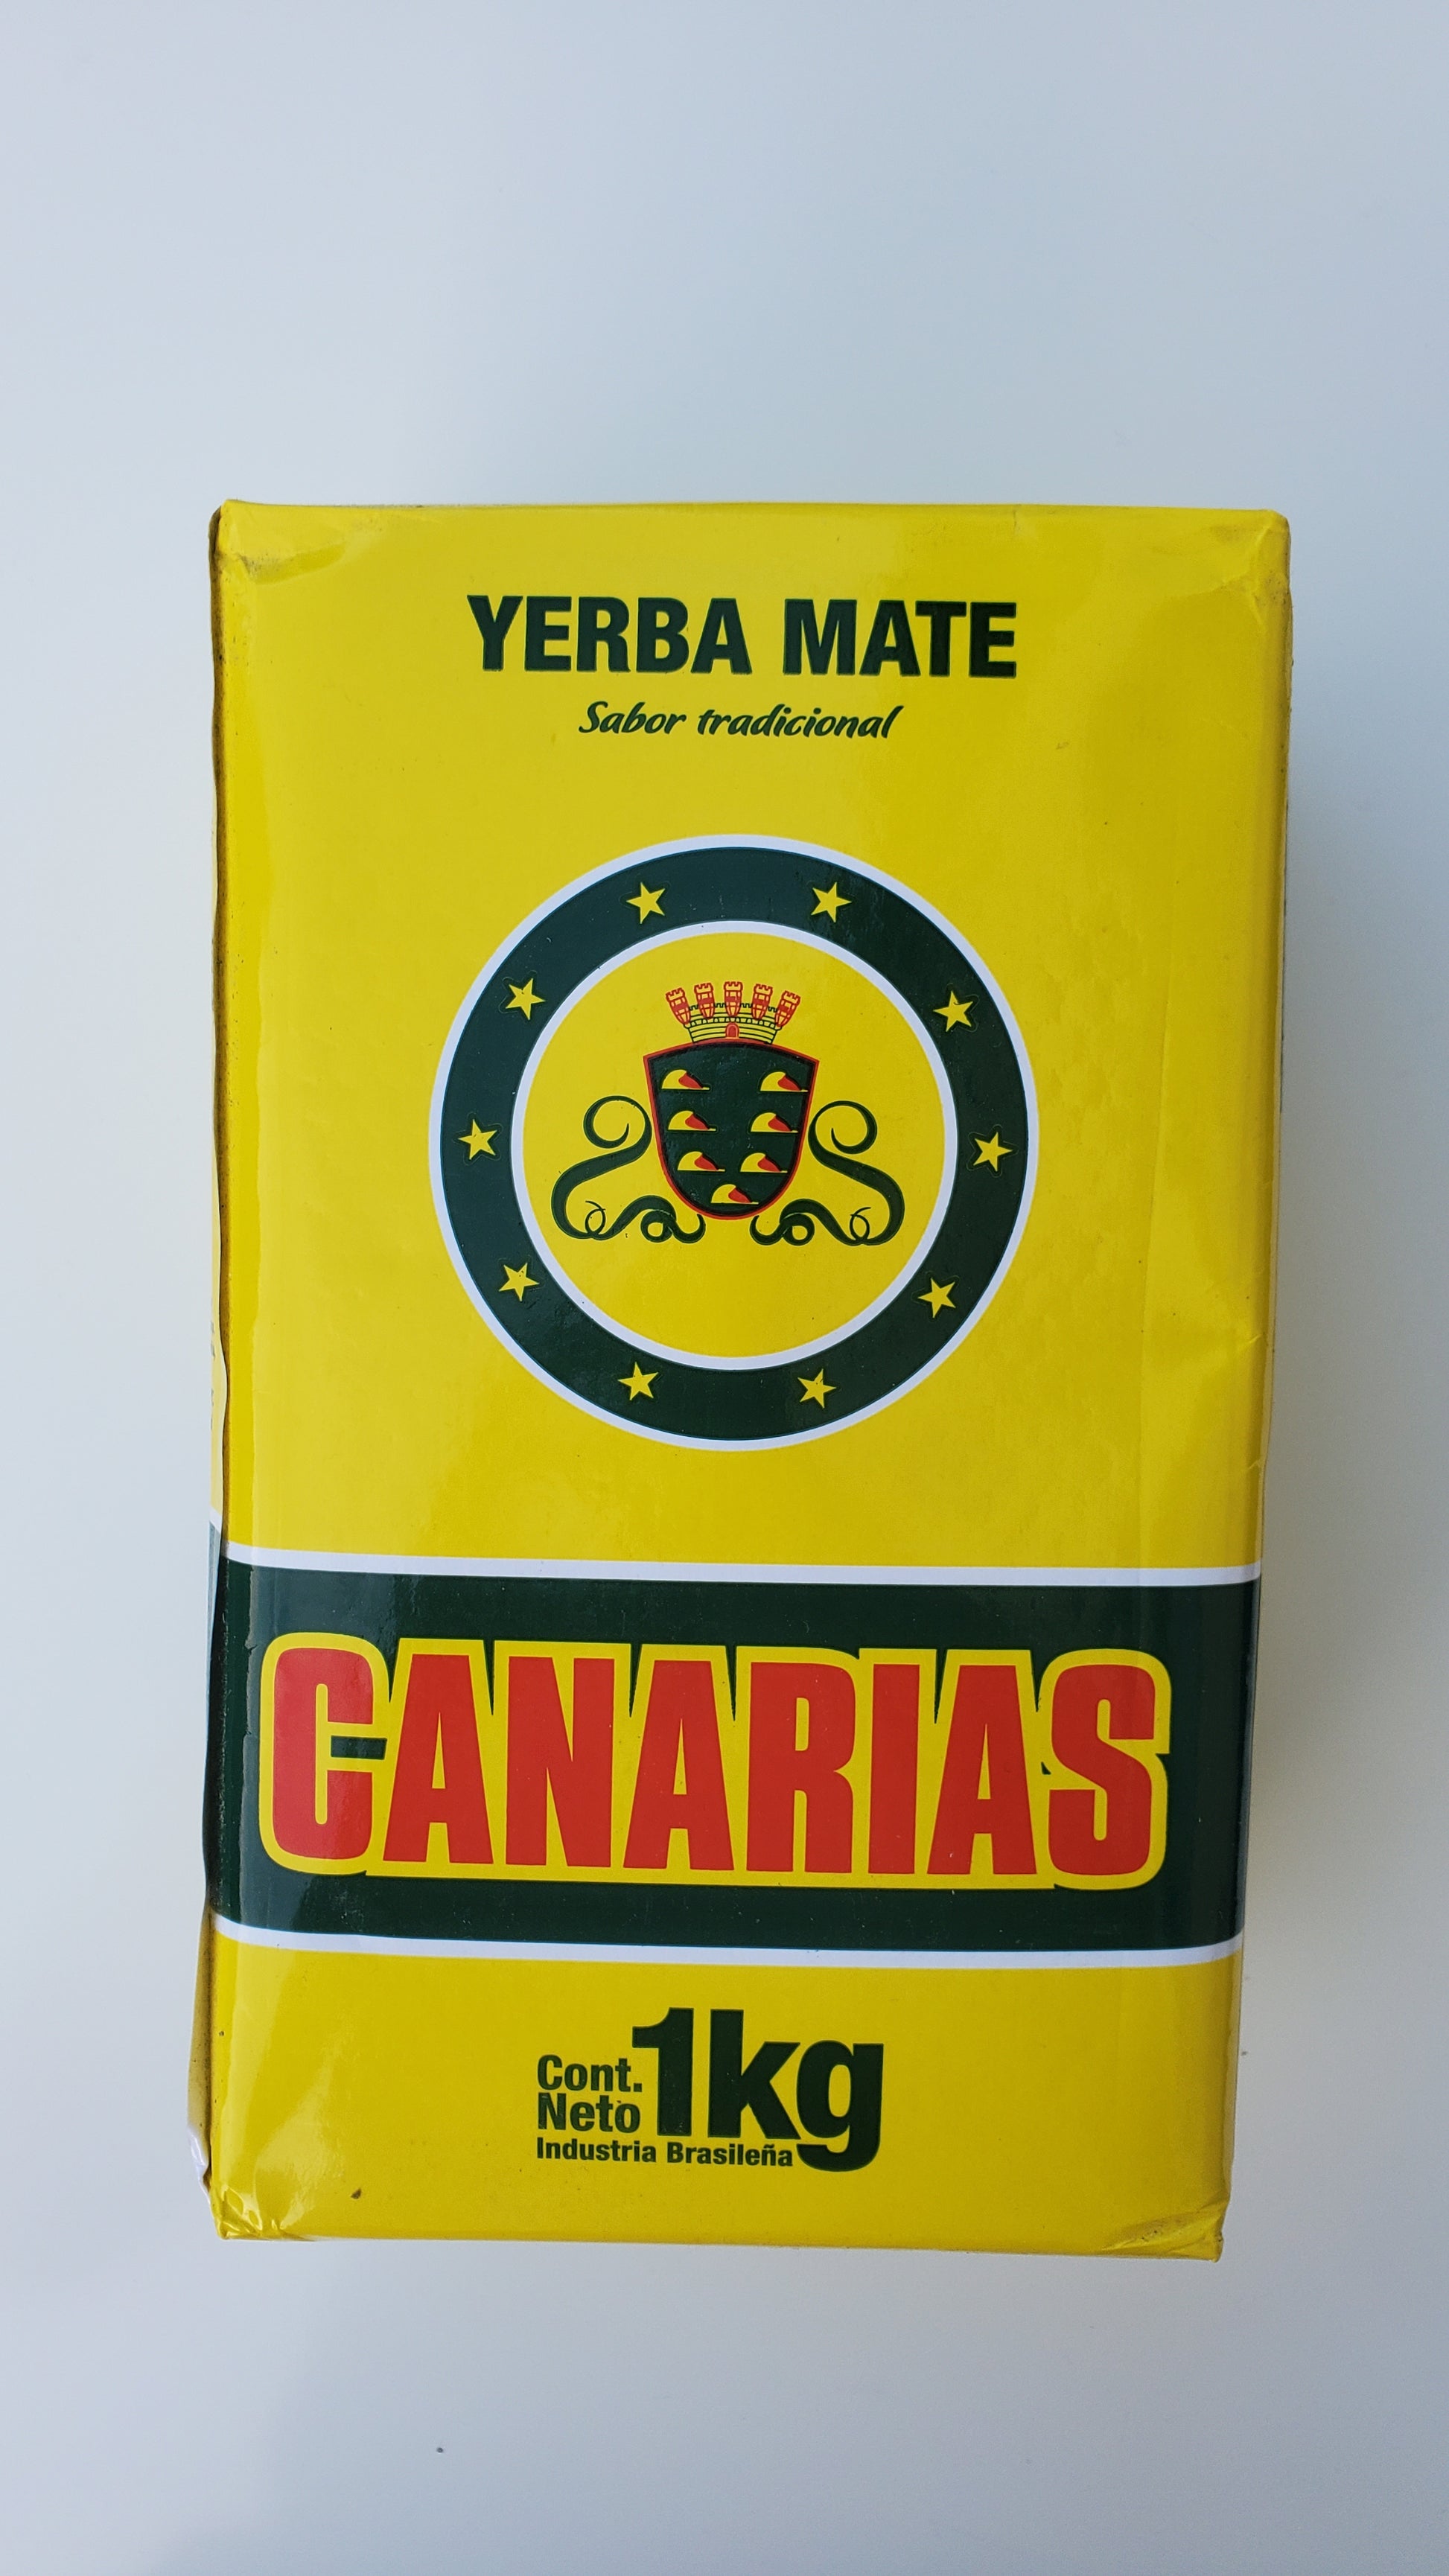 YERBA MATE
Sabor tradicional
CANARIAS
Cont. Neto 1kg
Industria Brasileña